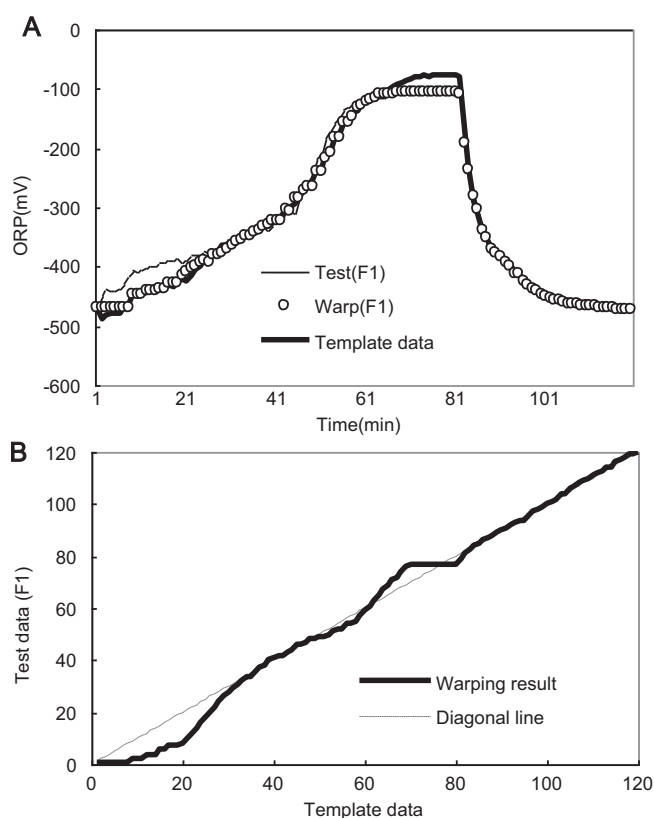 A
0
-100
-200
-300
-400
-500
-600
ORP(mV)
Test(F1)
Warp(F1)
Template data
1 21 41 61 81 101
Time(min)
B
120
100
80
60
40
20
0
Test data (F1)
Warping result
Diagonal line
0 20 40 60 80 100 120
Template data